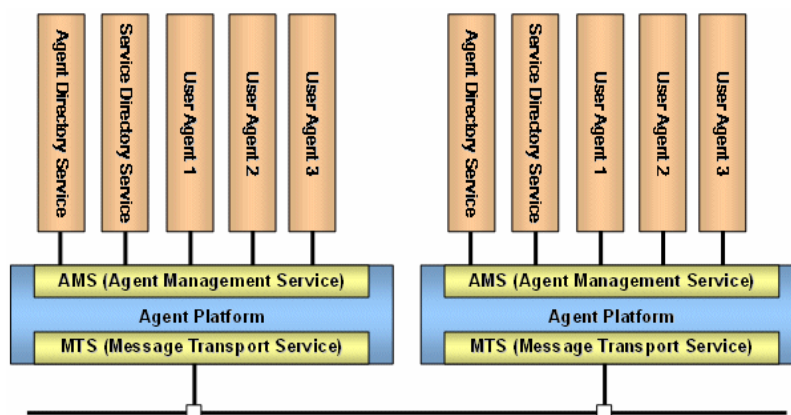 Agent Directory Service
Service Directory Service
User Agent 1
User Agent 2
User Agent 3
AMS (Agent Management Service)
Agent Platform
MTS (Message Transport Service)
Agent Directory Service
Service Directory Service
User Agent 1
User Agent 2
User Agent 3
AMS (Agent Management Service)
Agent Platform
MTS (Message Transport Service)